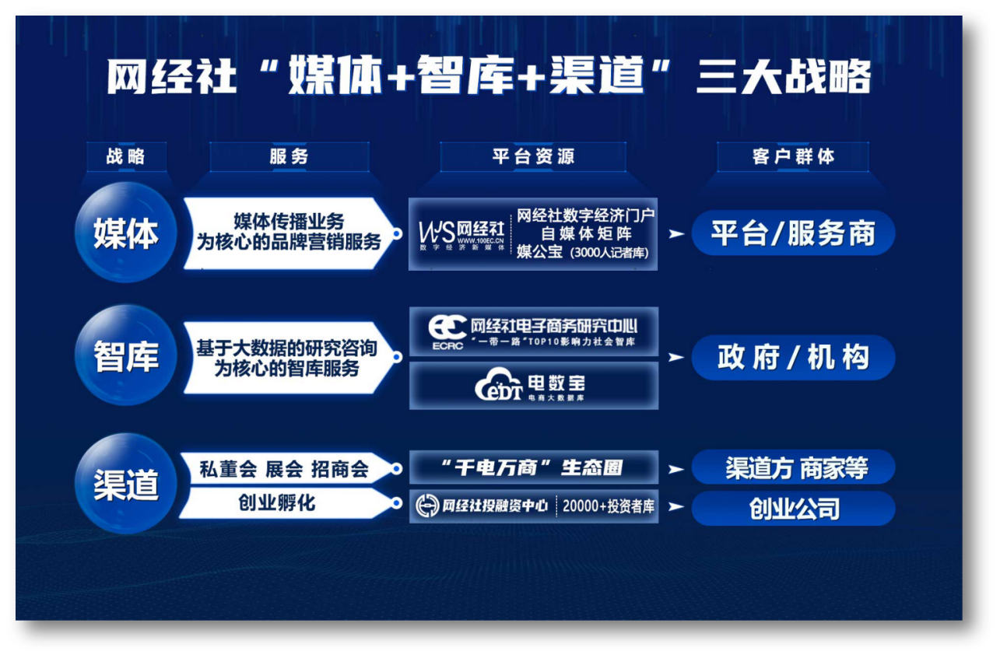 网经社“媒体+智库+渠道”三大战略
战略
服务
平台资源
客户群体
媒体
媒体传播业务
为核心的品牌营销服务
网经社
WWW.100EC.CN
数字经济新媒体
网经社数字经济门户
自媒体矩阵
媒公宝（3000人记者库）
平台/服务商
智库
基于大数据的研究咨询
为核心的智库服务
ECRC
网经社电子商务研究中心
“一带一路”TOP10影响力社会智库
eDT
电数宝
电商大数据库
政府/机构
渠道
私董会 展会 招商会
“千电万商”生态圈
渠道方 商家等
创业孵化
网经社投融资中心
20000+投资者库
创业公司